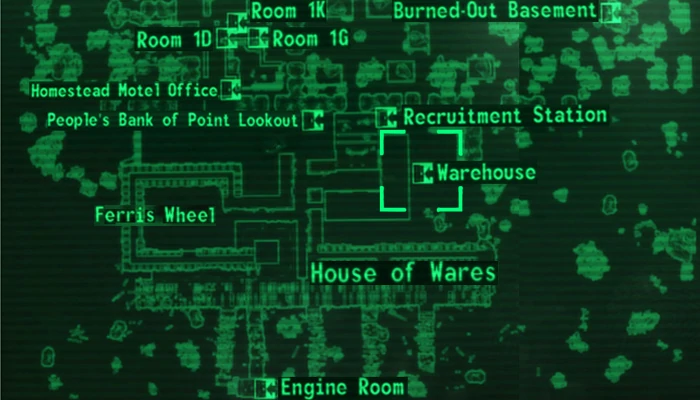 Room 1K
Burned-Out Basement
Room 1D
Room 1G
Homestead Motel Office
People's Bank of Point Lookout
Recruitment Station
Warehouse
Ferris Wheel
House of Wares
Engine Room